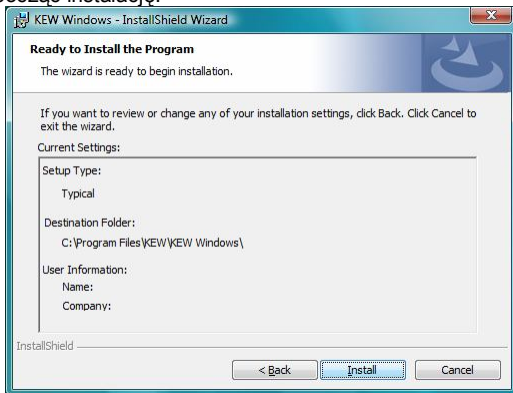 instalację.
KEW Windows - InstallShield Wizard
Ready to Install the Program
The wizard is ready to begin installation.
If you want to review or change any of your installation settings, click Back. Click Cancel to
exit the wizard.
Current Settings:
Setup Type:
Typical
Destination Folder:
C:\Program Files\KEW\KEW Windows\
User Information:
Name:
Company:
InstallShield
< Back
Install
Cancel